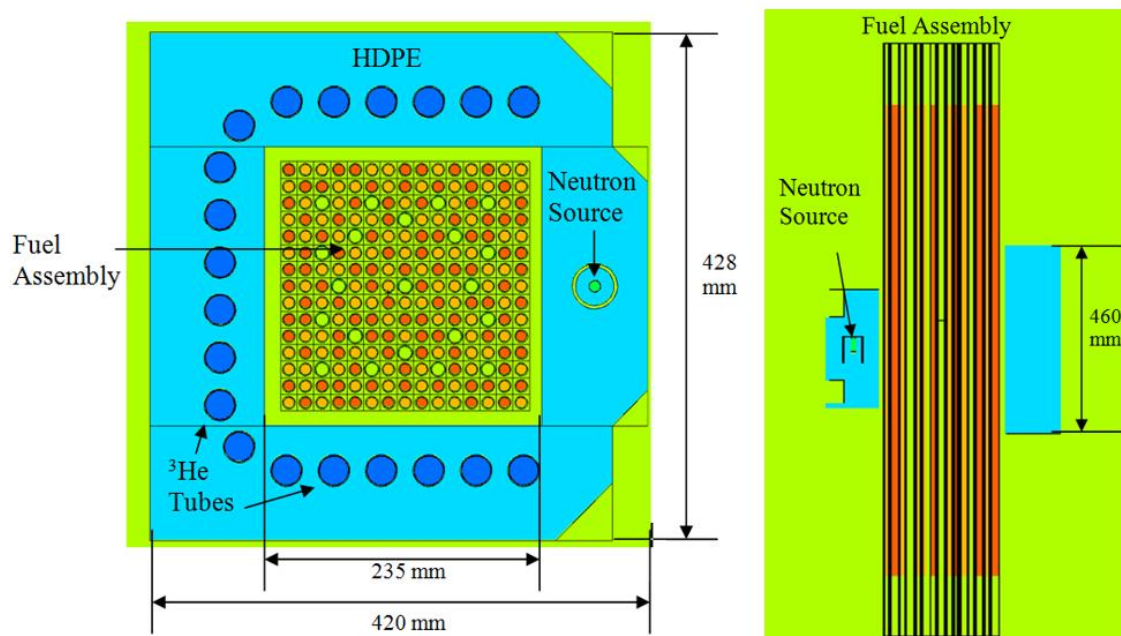 HDPE
Neutron
Source
Fuel
Assembly
428
mm
³He
Tubes
235 mm
420 mm
Fuel Assembly
Neutron
Source
460
mm